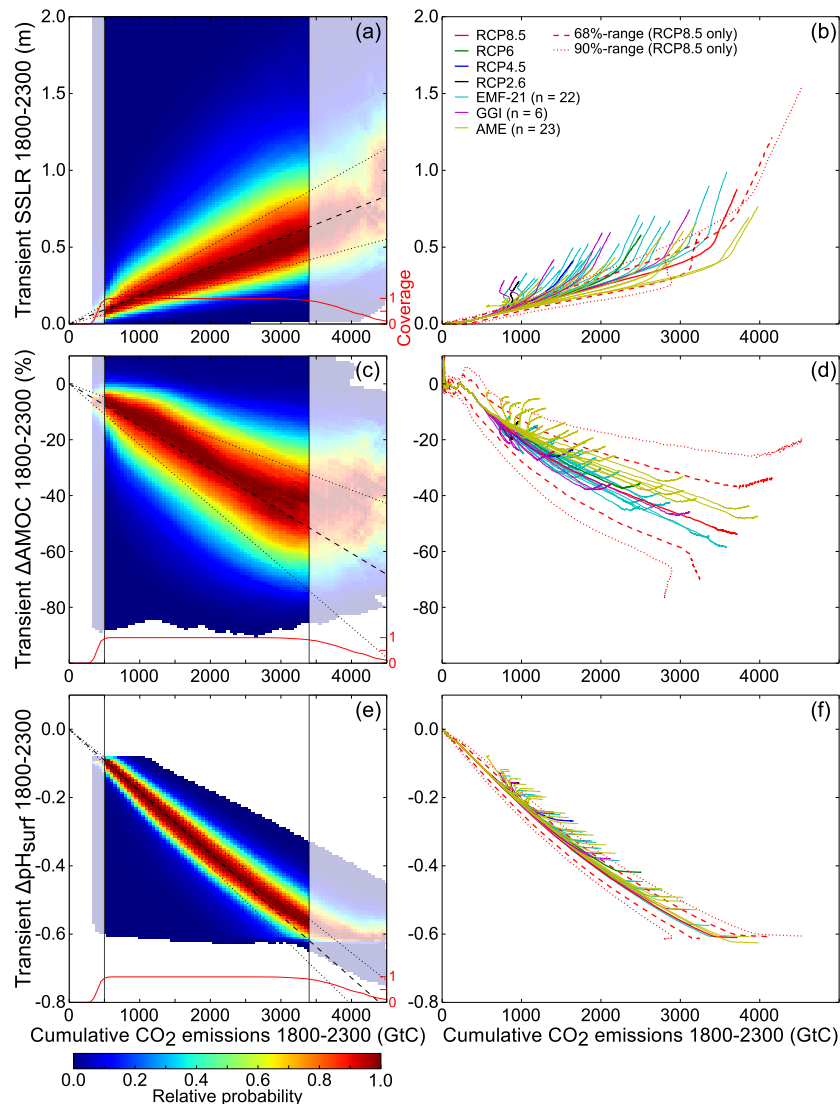 (a)
Transient SSLR 1800-2300 (m)
2.0
1.5
1.0
0.5
0.0
0 1000 2000 3000 4000
1
0
Coverage
(b)
2.0
1.5
1.0
0.5
0.0
0 1000 2000 3000 4000
RCP8.5
RCP6
RCP4.5
RCP2.6
EMF-21 (n = 22)
GGI (n = 6)
AME (n = 23)
68%-range (RCP8.5 only)
90%-range (RCP8.5 only)
(c)
Transient ΔAMOC 1800-2300 (%)
0
-20
-40
-60
-80
0 1000 2000 3000 4000
1
0
(d)
0
-20
-40
-60
-80
0 1000 2000 3000 4000
(e)
Transient ΔpHsurf 1800-2300
0.0
-0.2
-0.4
-0.6
-0.8
0 1000 2000 3000 4000
1
0
Cumulative CO2 emissions 1800-2300 (GtC)
(f)
0.0
-0.2
-0.4
-0.6
-0.8
0 1000 2000 3000 4000
Cumulative CO2 emissions 1800-2300 (GtC)
0.0 0.2 0.4 0.6 0.8 1.0
Relative probability